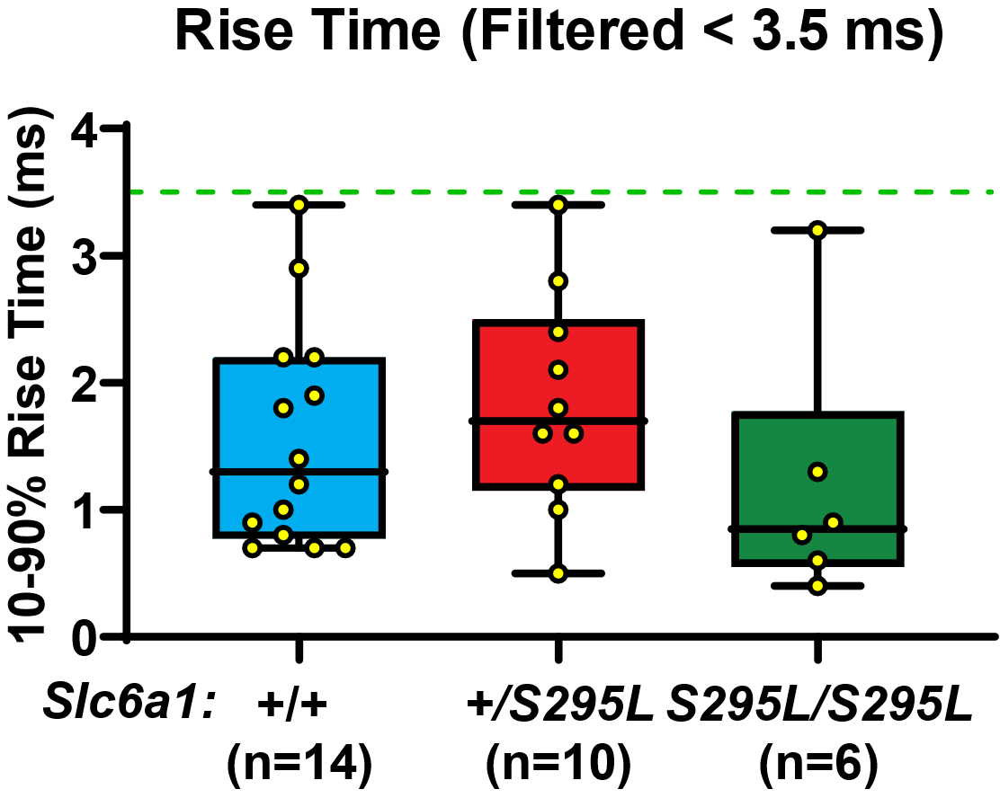 Rise Time (Filtered < 3.5 ms)
10-90% Rise Time (ms)
4
3
2
1
0
Slc6a1: +/+ +/S295L S295L/S295L
(n=14) (n=10) (n=6)